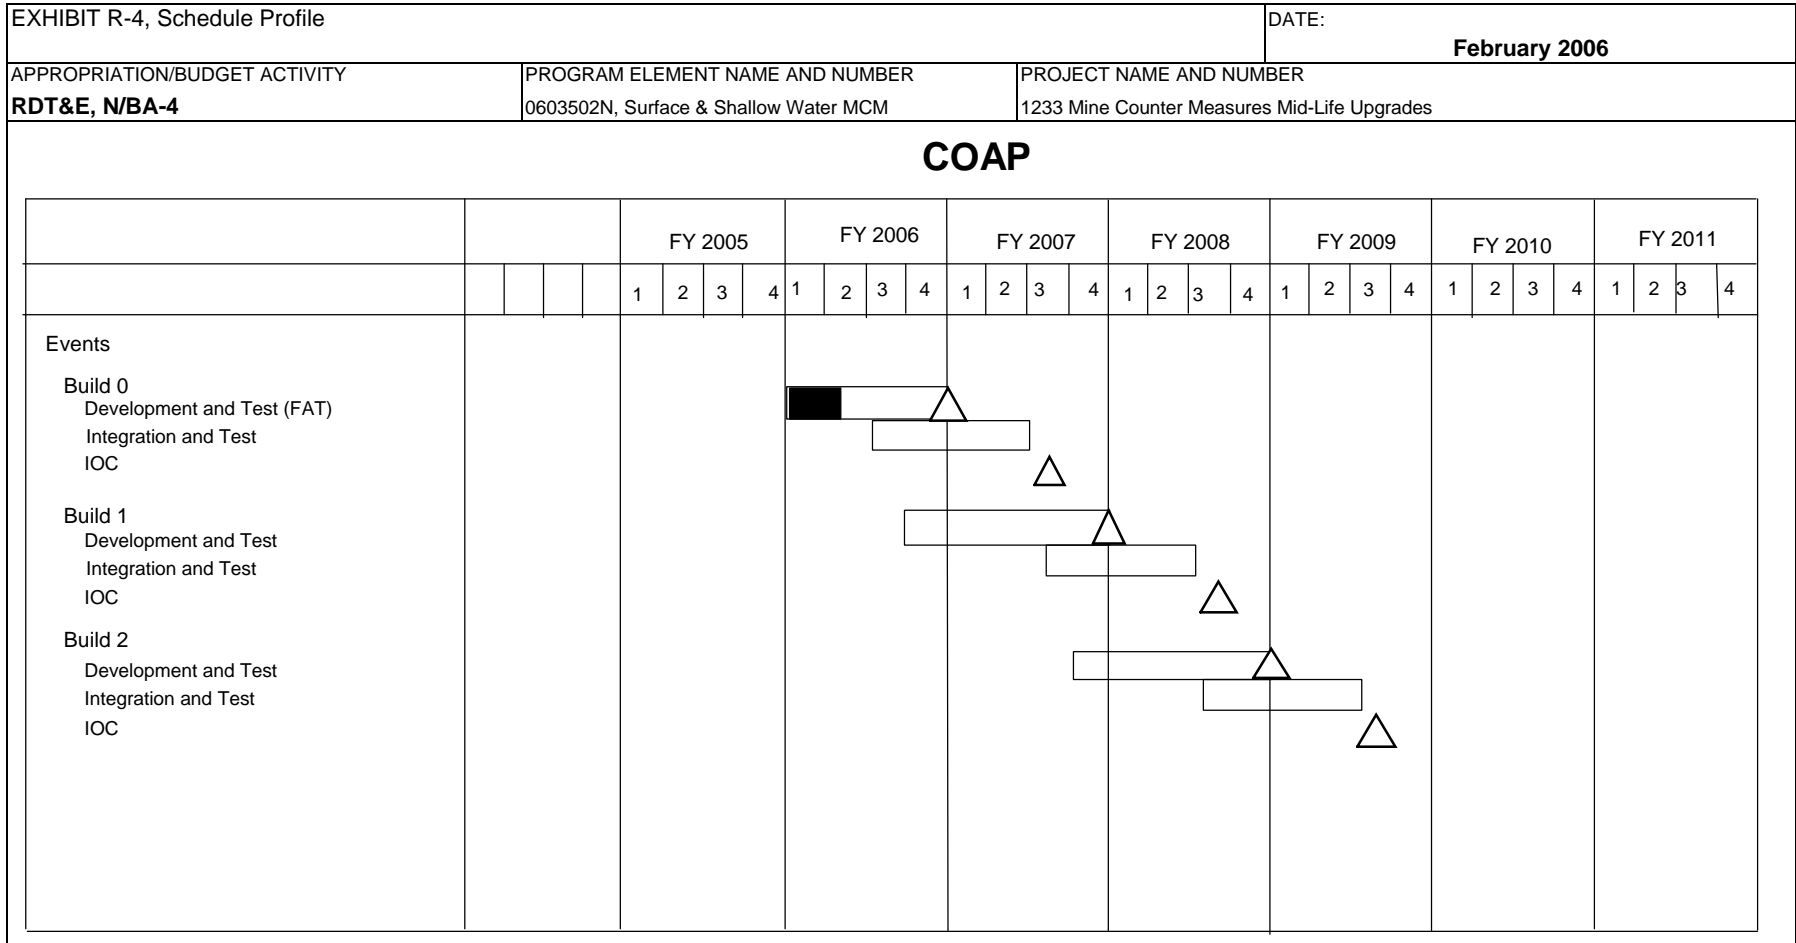 EXHIBIT R-4, Schedule Profile
DATE:
February 2006
APPROPRIATION/BUDGET ACTIVITY
PROGRAM ELEMENT NAME AND NUMBER
PROJECT NAME AND NUMBER
RDT&E, N/BA-4
0603502N, Surface & Shallow Water MCM
1233 Mine Counter Measures Mid-Life Upgrades
COAP
FY 2005 FY 2006 FY 2007 FY 2008 FY 2009 FY 2010 FY 2011
1 2 3 4 1 2 3 4 1 2 3 4 1 2 3 4 1 2 3 4 1 2 3 4 1 2 3 4
Events
Build 0
Development and Test (FAT)
Integration and Test
IOC
Build 1
Development and Test
Integration and Test
IOC
Build 2
Development and Test
Integration and Test
IOC